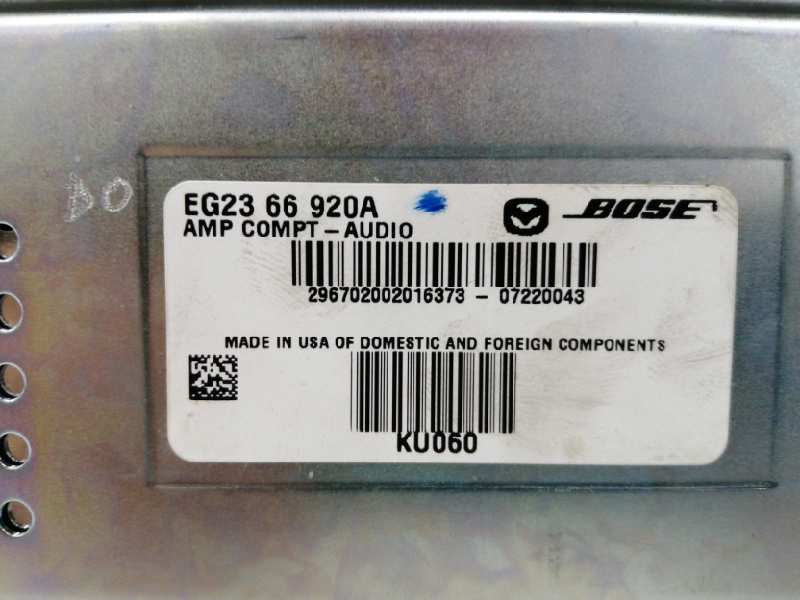 BO
EG23 66 920A
BOSE
AMP COMPT-AUDIO
296702002016373 - 07220043
MADE IN USA OF DOMESTIC AND FOREIGN COMPONENTS
KU060